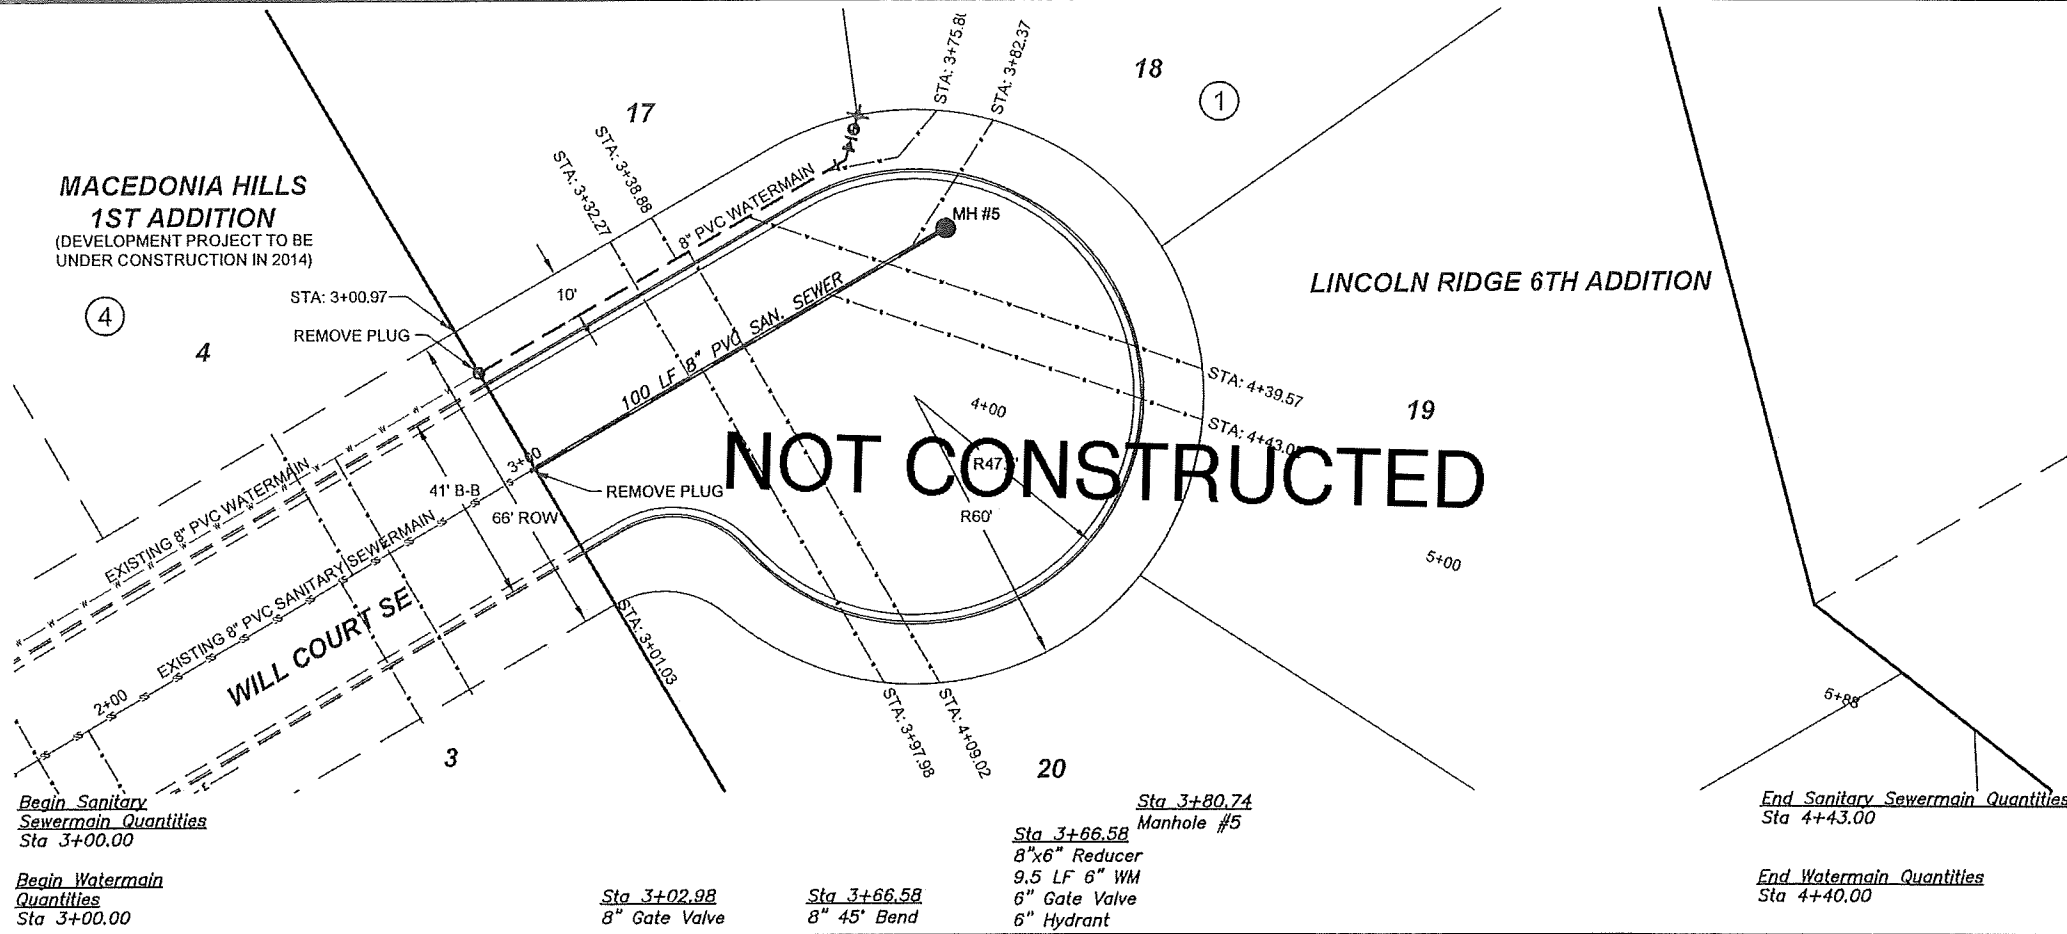 STA: 3+75.8
STA: 3+82.37
18
1
17
STA: 3+38.88
STA: 3+32.27
MACEDONIA HILLS
1ST ADDITION
(DEVELOPMENT PROJECT TO BE
UNDER CONSTRUCTION IN 2014)
8" PVC WATERMAIN
MH #5
LINCOLN RIDGE 6TH ADDITION
STA: 3+00.97
10'
4
REMOVE PLUG
4
100 LF 8" PVC SAN. SEWER
STA: 4+39.57
4+00
19
STA: 4+43.0
NOT CONSTRUCTED
3+00
R47.
EXISTING 8" PVC WATERMAIN
41' B-B
REMOVE PLUG
66' ROW
R60'
5+00
EXISTING 8" PVC SANITARY SEWERMAIN
WILL COURT SE
STA: 3+01.03
2+00
5+88
STA: 3+97.98
STA: 4+09.02
3
20
Begin Sanitary
Sewermain Quantities
Sta 3+00.00
Begin Watermain
Quantities
Sta 3+00.00
Sta 3+02.98
8" Gate Valve
Sta 3+66.58
8" 45° Bend
Sta 3+66.58
8"x6" Reducer
9.5 LF 6" WM
6" Gate Valve
6" Hydrant
Sta 3+80.74
Manhole #5
End Sanitary Sewermain Quantities
Sta 4+43.00
End Watermain Quantities
Sta 4+40.00